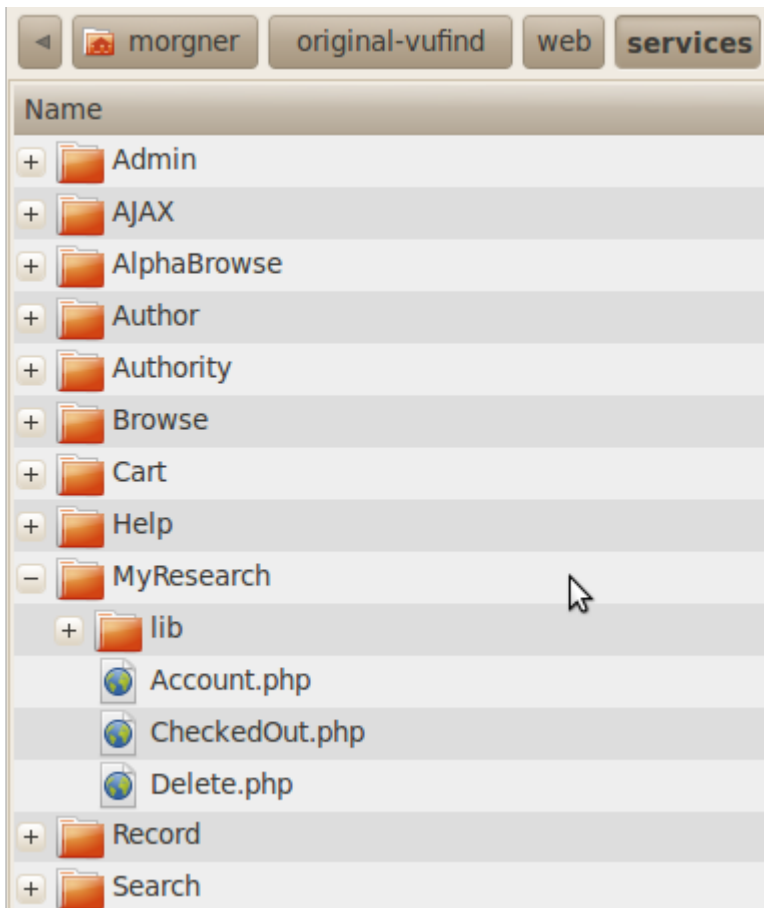 morgner original-vufind web services
Name
Admin
AJAX
AlphaBrowse
Author
Authority
Browse
Cart
Help
MyResearch
lib
Account.php
CheckedOut.php
Delete.php
Record
Search